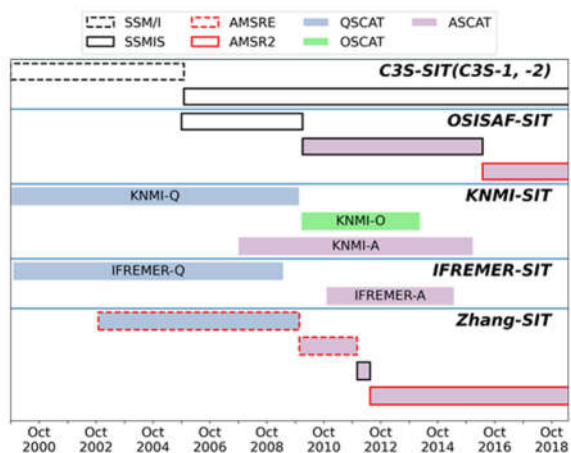 SSM/I AMSRE QSCAT ASCAT
SSMIS AMSR2 OSCAT
C3S-SIT(C3S-1, -2)
OSISAF-SIT
KNMI-SIT
KNMI-Q
KNMI-O
KNMI-A
IFREMER-SIT
IFREMER-Q
IFREMER-A
Zhang-SIT
Oct Oct Oct Oct Oct Oct Oct Oct Oct Oct
2000 2002 2004 2006 2008 2010 2012 2014 2016 2018